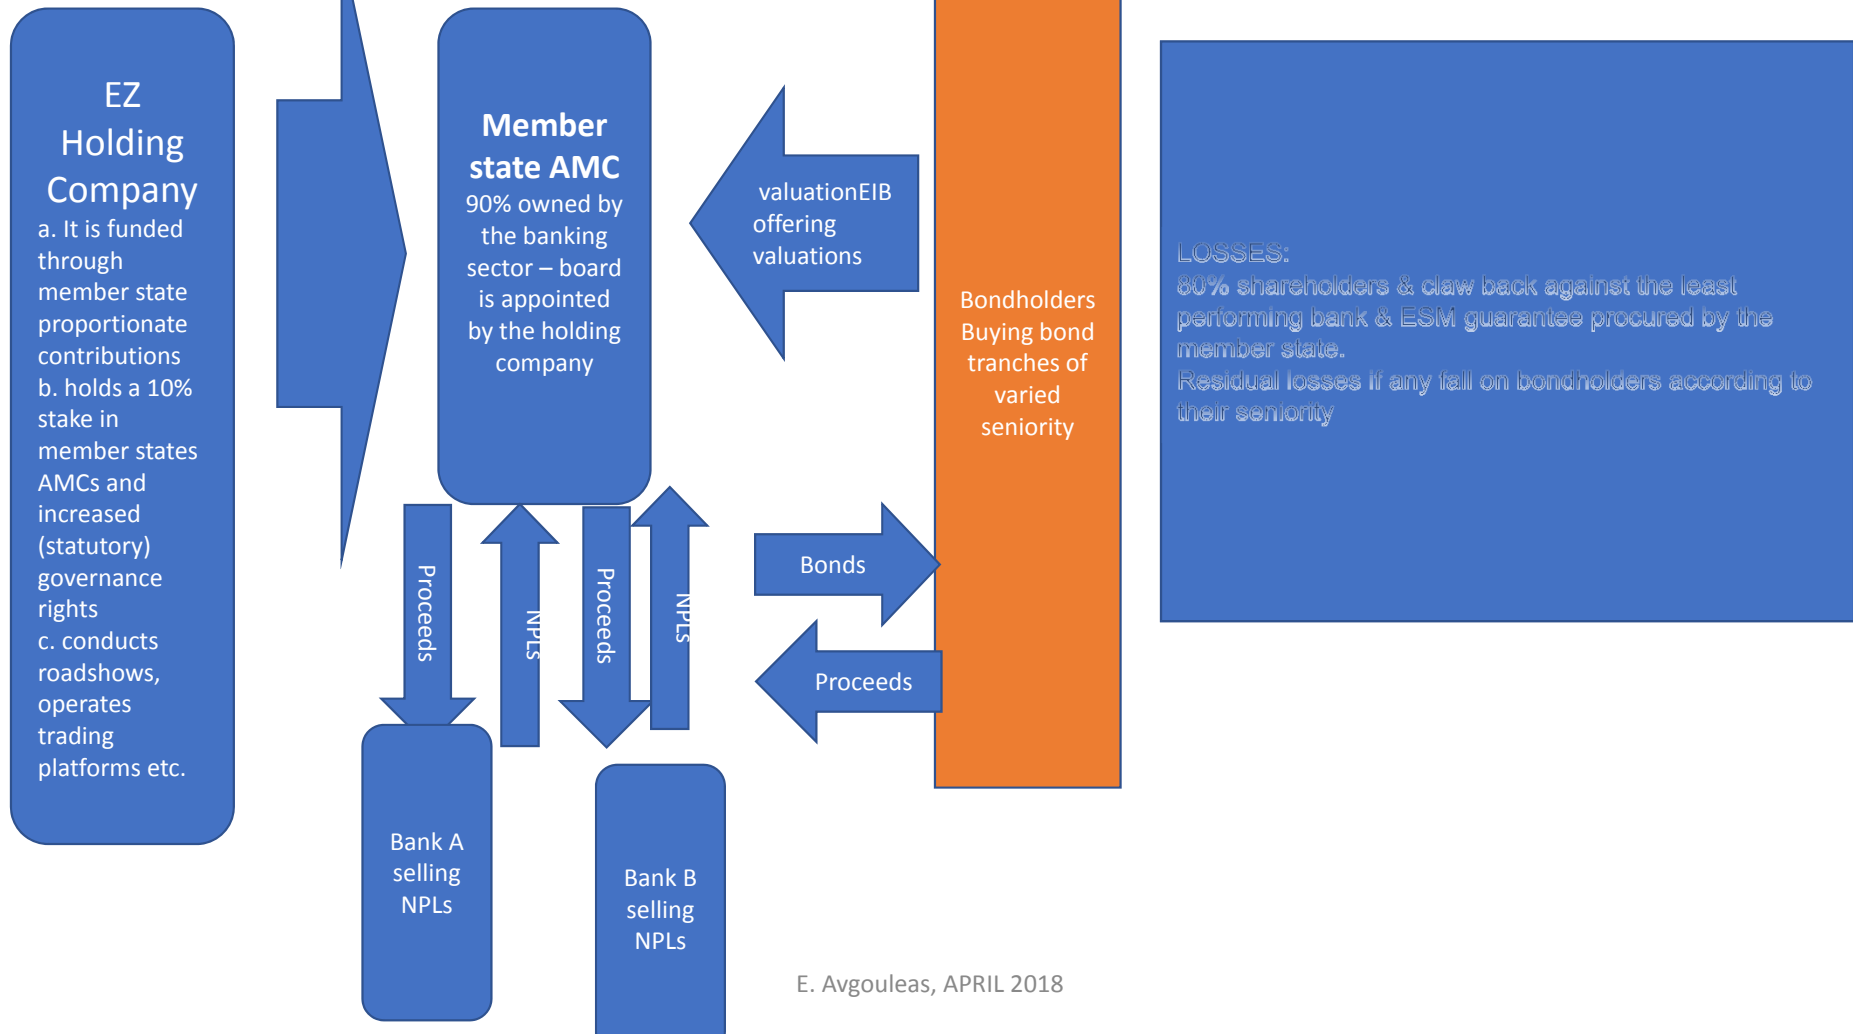 EZ
Holding
Company
a. It is funded
through
member state
proportionate
contributions
b. holds a 10%
stake in
member states
AMCs and
increased
(statutory)
governance
rights
c. conducts
roadshows,
operates
trading
platforms etc.
Member
state AMC
90% owned by
the banking
sector – board
is appointed
by the holding
company
valuationEIB
offering
valuations
Bondholders
Buying bond
tranches of
varied
seniority
LOSSES:
80% shareholders & claw back against the least
performing bank & ESM guarantee procured by the
member state.
Residual losses if any fall on bondholders according to
their seniority
Proceeds
NPLs
Proceeds
NPLs
Bonds
Proceeds
Bank A
selling
NPLs
Bank B
selling
NPLs
E. Avgouleas, APRIL 2018